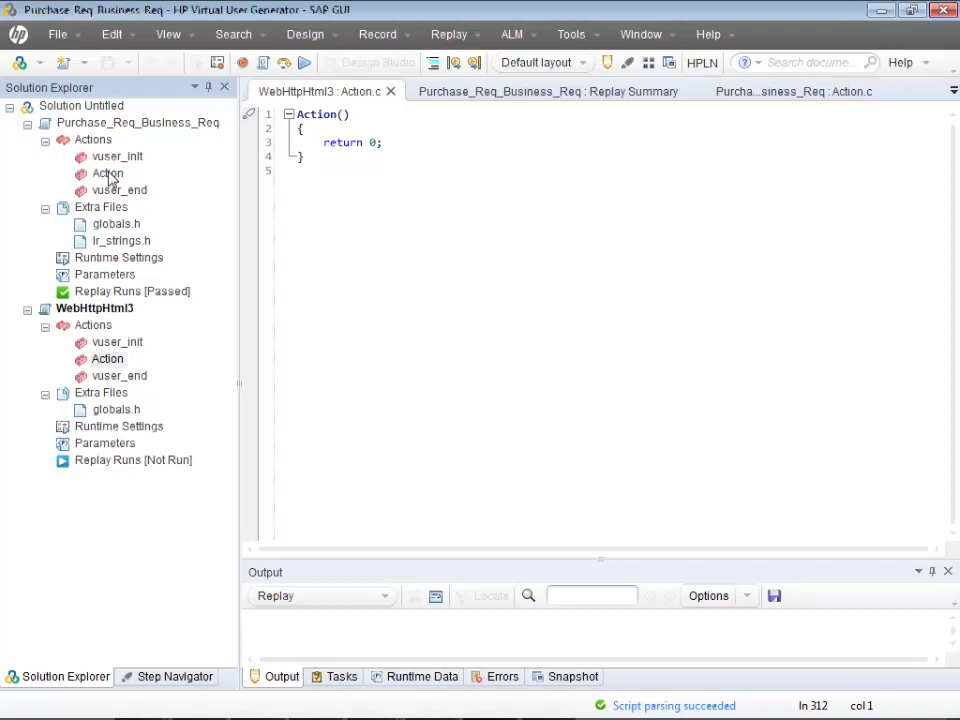 Purchase_Req_Business_Req - HP Virtual User Generator - SAP GUI
hp File Edit View Search Design Record Replay ALM Tools Window Help
Design Studio Default layout HPLN Search docume... Help
Solution Explorer
WebHttpHtml3 : Action.c Purchase_Req_Business_Req : Replay Summary Purcha...siness_Req : Action.c
Solution Untitled
Purchase_Req_Business_Req
Actions
vuser_init
Action
vuser_end
Extra Files
globals.h
lr_strings.h
Runtime Settings
Parameters
Replay Runs [Passed]
WebHttpHtml3
Actions
vuser_init
Action
vuser_end
Extra Files
globals.h
Runtime Settings
Parameters
Replay Runs [Not Run]
1 Action()
2 {
3 return 0;
4 }
5
Output
Replay Locate Options
Solution Explorer Step Navigator Output Tasks Runtime Data Errors Snapshot
Script parsing succeeded ln 312 col 1